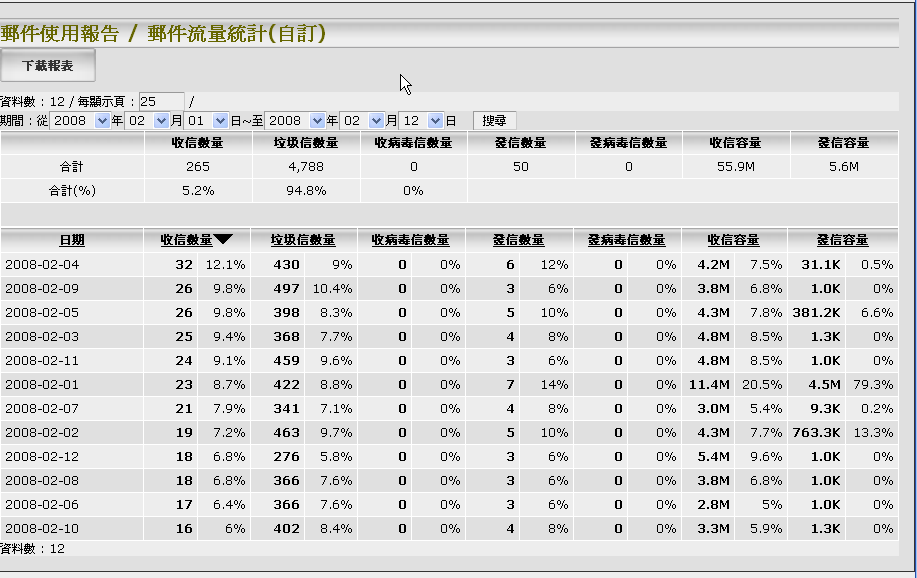 郵件使用報告 / 郵件流量統計(自訂)
下載報表
資料數 : 12 / 每顯示頁 : 25 /
期間 : 從 2008 年 02 月 01 日~至 2008 年 02 月 12 日 搜尋
收信數量 垃圾信數量 收病毒信數量 發信數量 發病毒信數量 收信容量 發信容量
合計 265 4,788 0 50 0 55.9M 5.6M
合計(%) 5.2% 94.8% 0%
日期 收信數量▼ 垃圾信數量 收病毒信數量 發信數量 發病毒信數量 收信容量 發信容量
2008-02-04 32 12.1% 430 9% 0 0% 6 12% 0 0% 4.2M 7.5% 31.1K 0.5%
2008-02-09 26 9.8% 497 10.4% 0 0% 3 6% 0 0% 3.8M 6.8% 1.0K 0%
2008-02-05 26 9.8% 398 8.3% 0 0% 5 10% 0 0% 4.3M 7.8% 381.2K 6.6%
2008-02-03 25 9.4% 368 7.7% 0 0% 4 8% 0 0% 4.8M 8.5% 1.3K 0%
2008-02-11 24 9.1% 459 9.6% 0 0% 3 6% 0 0% 4.8M 8.5% 1.0K 0%
2008-02-01 23 8.7% 422 8.8% 0 0% 7 14% 0 0% 11.4M 20.5% 4.5M 79.3%
2008-02-07 21 7.9% 341 7.1% 0 0% 4 8% 0 0% 3.0M 5.4% 9.3K 0.2%
2008-02-02 19 7.2% 463 9.7% 0 0% 5 10% 0 0% 4.3M 7.7% 763.3K 13.3%
2008-02-12 18 6.8% 276 5.8% 0 0% 3 6% 0 0% 5.4M 9.6% 1.0K 0%
2008-02-08 18 6.8% 366 7.6% 0 0% 3 6% 0 0% 3.8M 6.8% 1.0K 0%
2008-02-06 17 6.4% 366 7.6% 0 0% 3 6% 0 0% 2.8M 5% 1.0K 0%
2008-02-10 16 6% 402 8.4% 0 0% 4 8% 0 0% 3.3M 5.9% 1.3K 0%
資料數 : 12